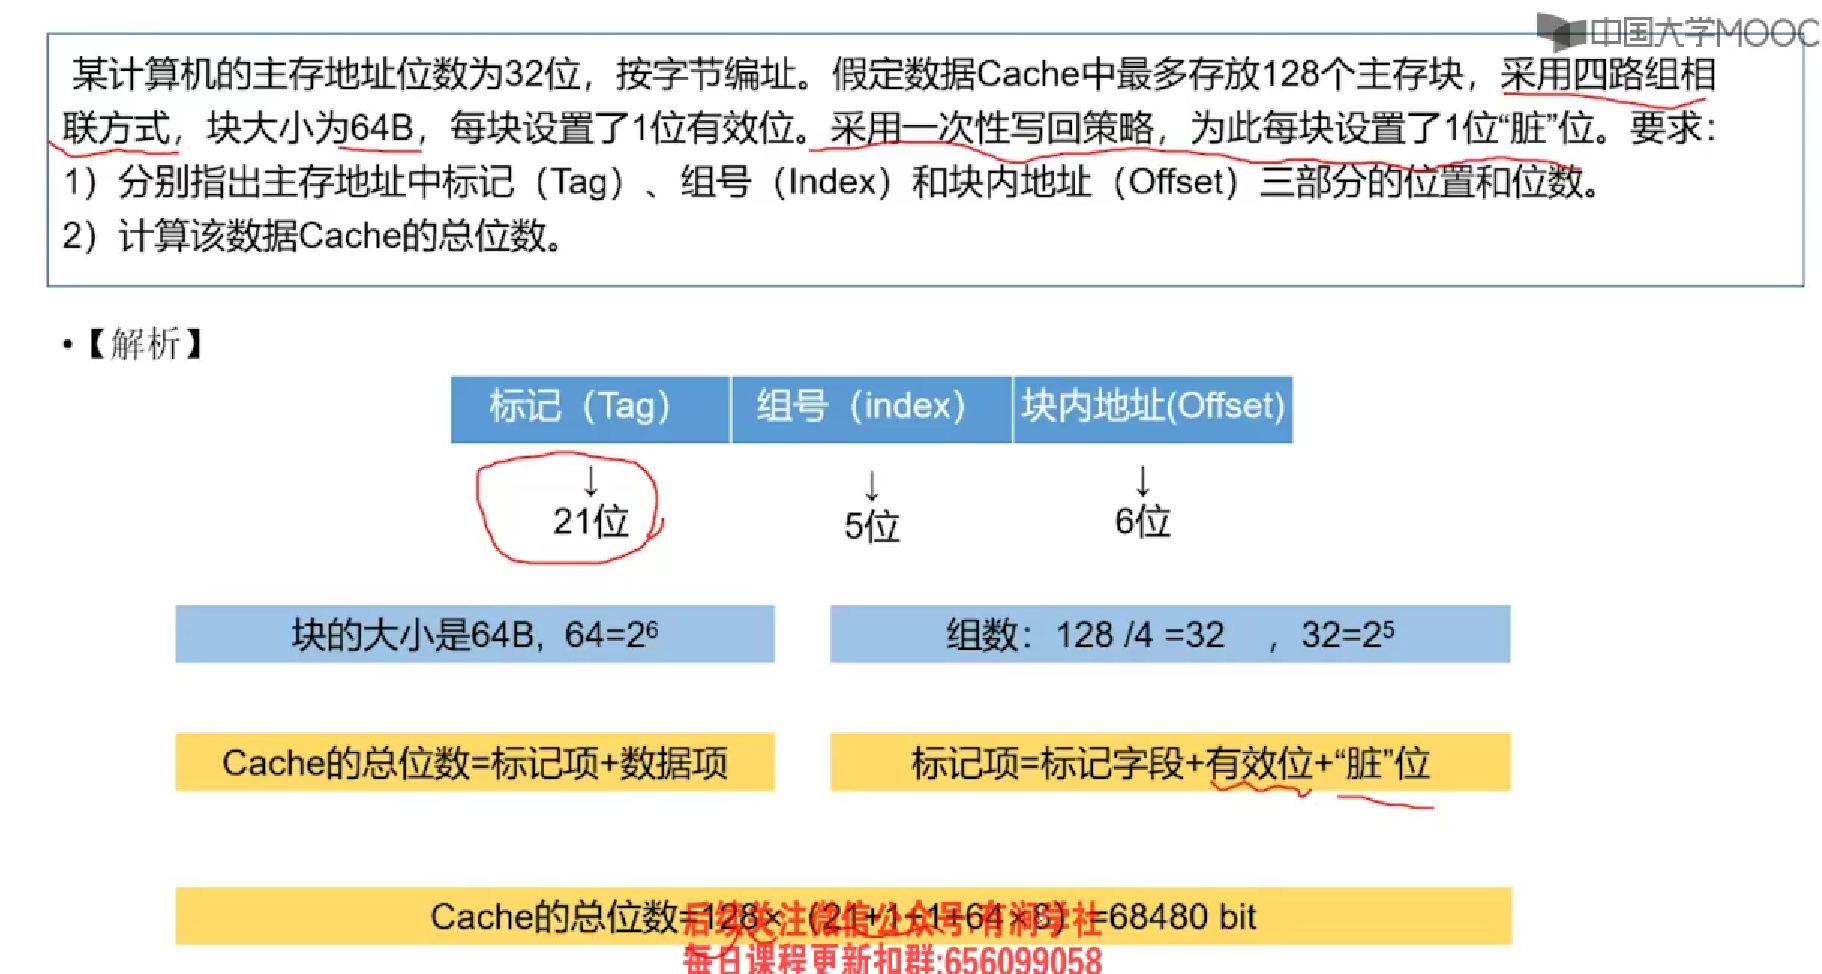 中国大学MOOC
某计算机的主存地址位数为32位，按字节编址。假定数据Cache中最多存放128个主存块，采用四路组相
联方式，块大小为64B，每块设置了1位有效位。采用一次性写回策略，为此每块设置了1位“脏”位。要求：
1）分别指出主存地址中标记（Tag）、组号（Index）和块内地址（Offset）三部分的位置和位数。
2）计算该数据Cache的总位数。
•【解析】
标记（Tag） 组号（index） 块内地址(Offset)
↓ ↓ ↓
21位 5位 6位
块的大小是64B，64=2⁶ 组数：128 /4 =32 ，32=2⁵
Cache的总位数=标记项+数据项 标记项=标记字段+有效位+“脏”位
Cache的总位数=128×（21+1+1+64×8）=68480 bit
后续关注微信公众号:有润学社
每日课程更新扣群:656099058